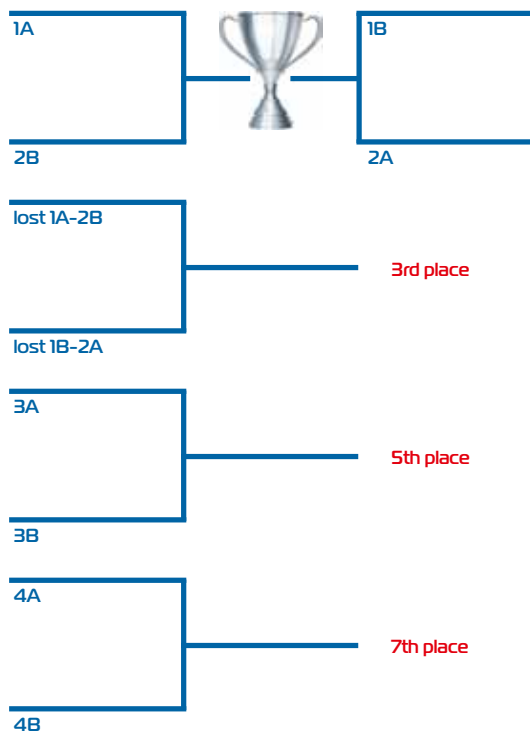 1A
1B
2B
2A
lost 1A-2B
3rd place
lost 1B-2A
3A
5th place
3B
4A
7th place
4B